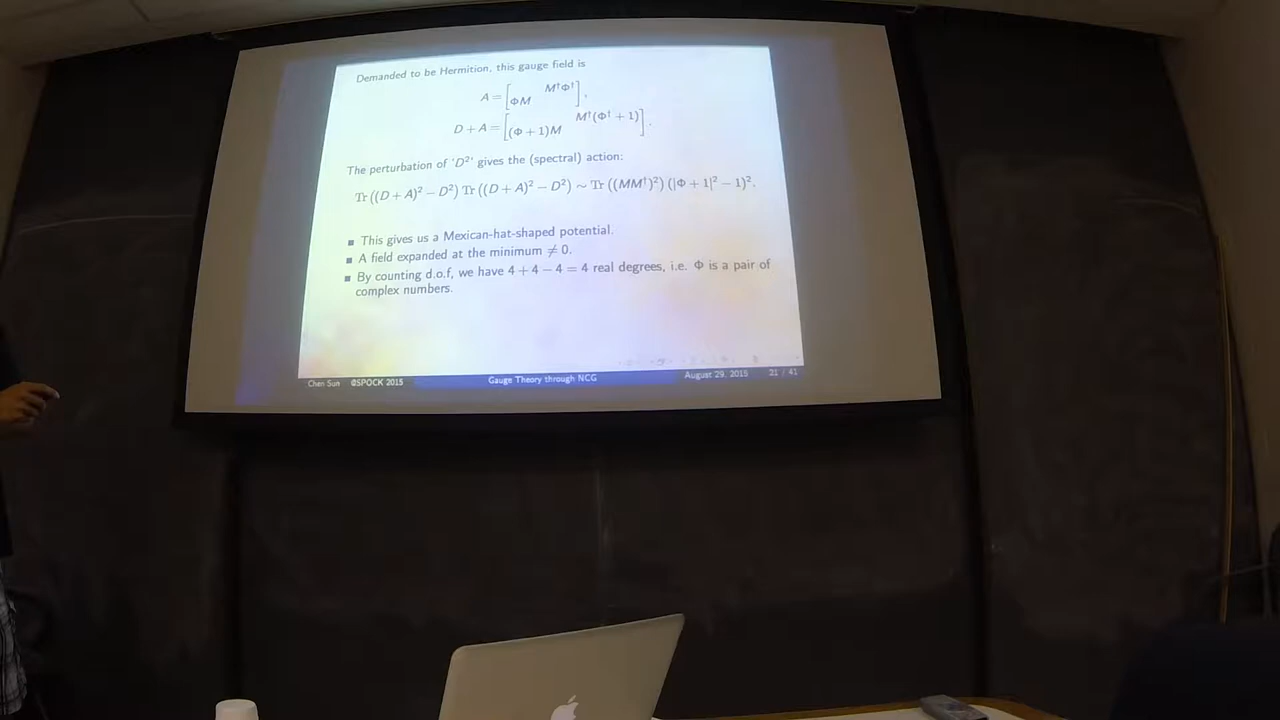 Demanded to be Hermition, this gauge field is
A = [ M†Φ† ΦM ],
D + A = [ M†(Φ† + 1) (Φ + 1)M ].
The perturbation of 'D²' gives the (spectral) action:
Tr((D + A)² − D²) Tr((D + A)² − D²) ∼ Tr((MM†)²)(|Φ + 1|² − 1)².
■ This gives us a Mexican-hat-shaped potential.
■ A field expanded at the minimum ≠ 0.
■ By counting d.o.f, we have 4 + 4 − 4 = 4 real degrees, i.e. Φ is a pair of
complex numbers.
Chen Sun @SPOCK 2015 Gauge Theory through NCG August 29, 2015 21 / 41